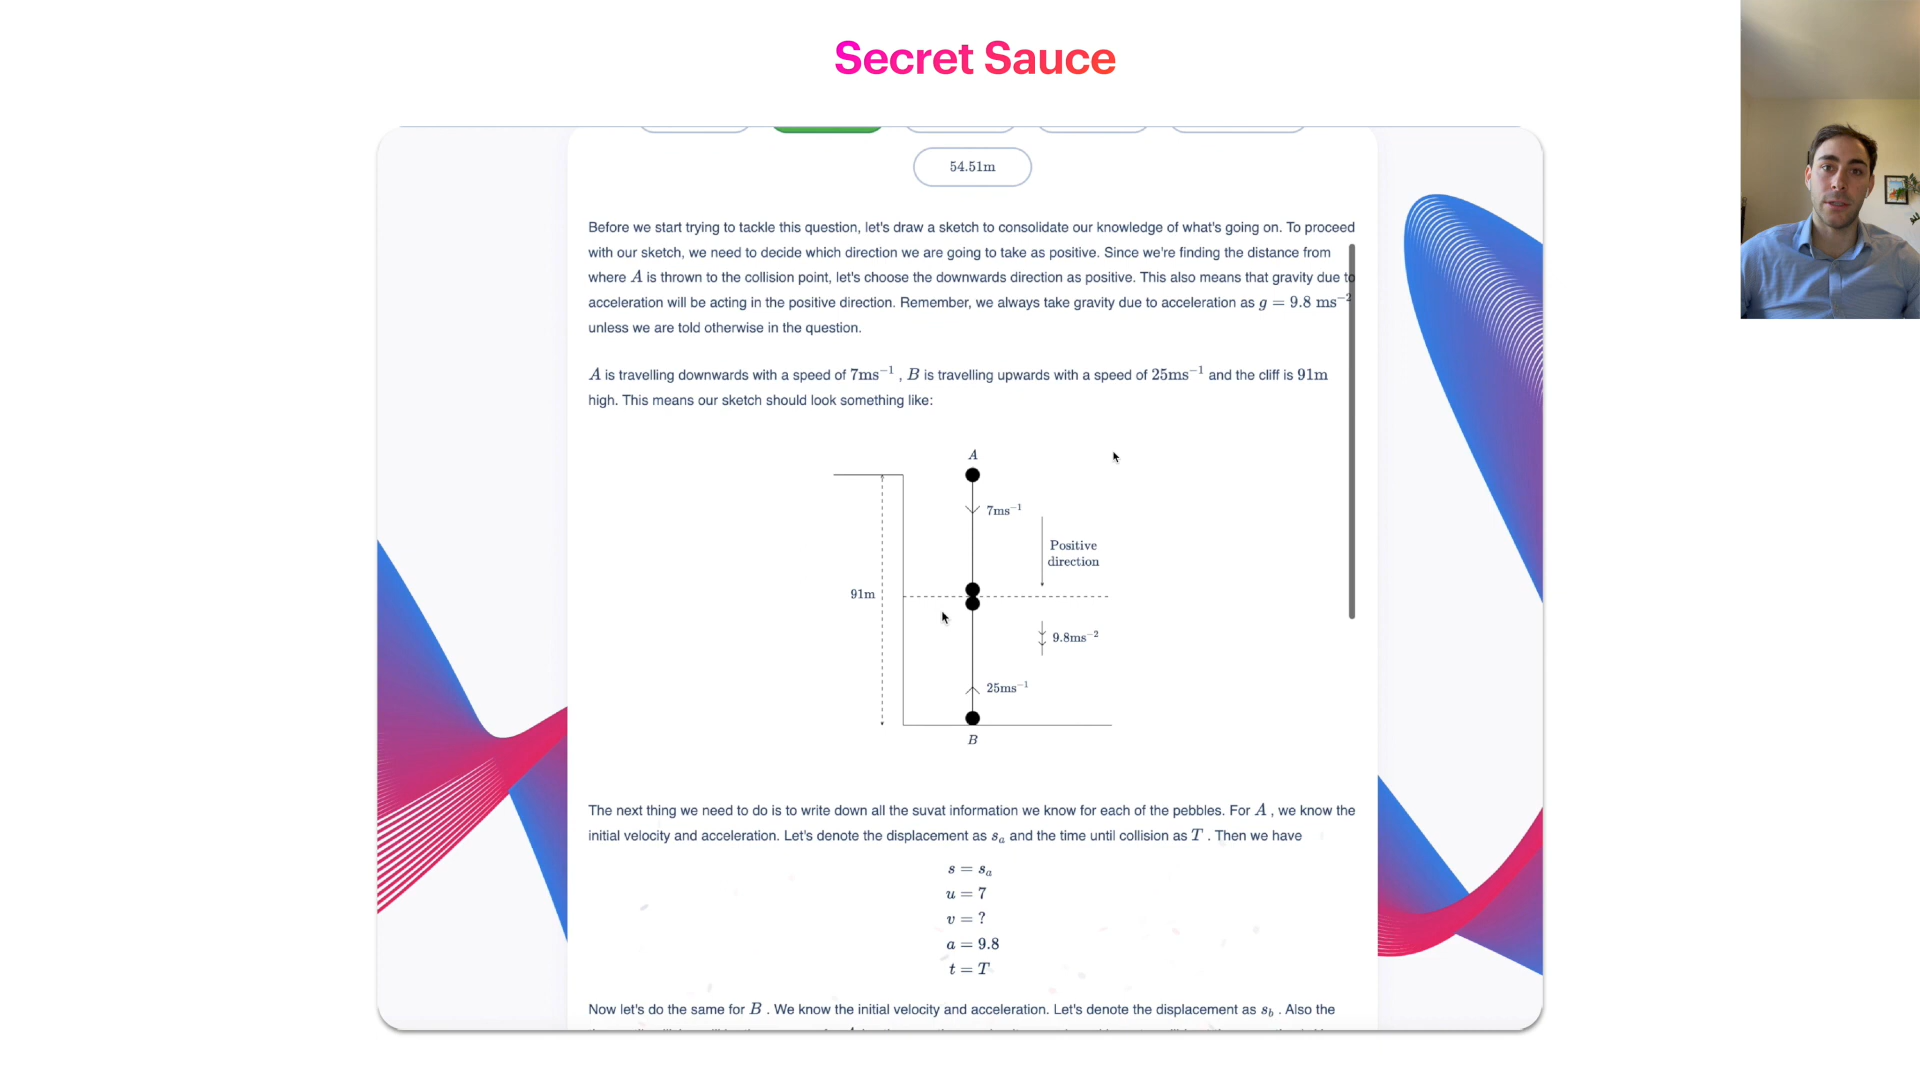 Secret Sauce
54.51m
Before we start trying to tackle this question, let's draw a sketch to consolidate our knowledge of what's going on. To proceed
with our sketch, we need to decide which direction we are going to take as positive. Since we're finding the distance from
where A is thrown to the collision point, let's choose the downwards direction as positive. This also means that gravity due to
acceleration will be acting in the positive direction. Remember, we always take gravity due to acceleration as g = 9.8 ms⁻²
unless we are told otherwise in the question.
A is travelling downwards with a speed of 7ms⁻¹ , B is travelling upwards with a speed of 25ms⁻¹ and the cliff is 91m
high. This means our sketch should look something like:
A
7ms⁻¹
Positive
direction
91m
9.8ms⁻²
25ms⁻¹
B
The next thing we need to do is to write down all the suvat information we know for each of the pebbles. For A , we know the
initial velocity and acceleration. Let's denote the displacement as sₐ and the time until collision as T . Then we have
s = sₐ
u = 7
v = ?
a = 9.8
t = T
Now let's do the same for B . We know the initial velocity and acceleration. Let's denote the displacement as s_b . Also the